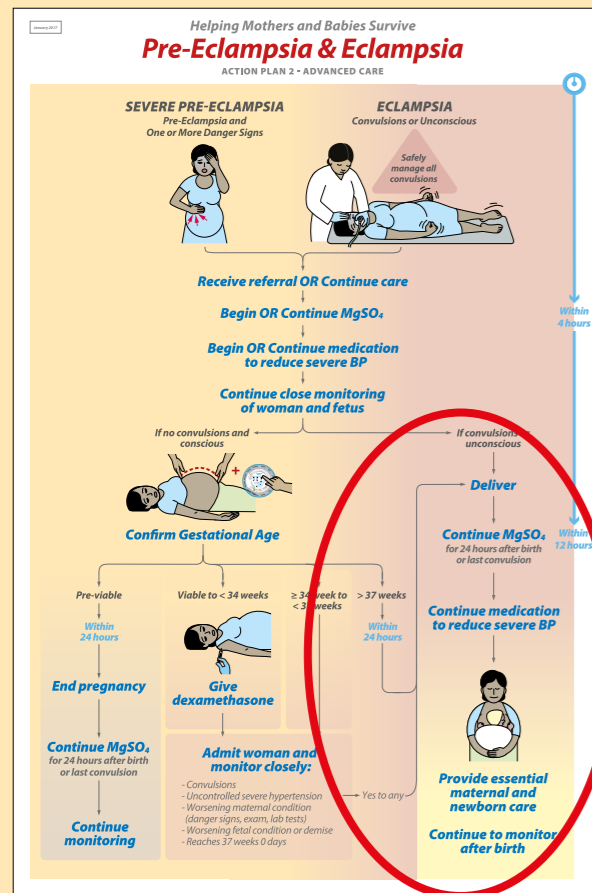 January 2017
Helping Mothers and Babies Survive
Pre-Eclampsia & Eclampsia
ACTION PLAN 2 - ADVANCED CARE
SEVERE PRE-ECLAMPSIA
Pre-Eclampsia and
One or More Danger Signs
ECLAMPSIA
Convulsions or Unconscious
Safely
manage all
convulsions
Receive referral OR Continue care
Begin OR Continue MgSO₄
Within
4 hours
Begin OR Continue medication
to reduce severe BP
Continue close monitoring
of woman and fetus
If no convulsions and
conscious
If convulsions
unconscious
+
Confirm Gestational Age
Deliver
Continue MgSO₄
for 24 hours after birth
or last convulsion
Within
12 hours
Pre-viable
Within
24 hours
End pregnancy
Continue MgSO₄
for 24 hours after birth
or last convulsion
Continue
monitoring
Viable to < 34 weeks
Give
dexamethasone
≥ 34 week to
weeks
> 37 weeks
Within
24 hours
Admit woman and
monitor closely:
- Convulsions
- Uncontrolled severe hypertension
- Worsening maternal condition
(danger signs, exam, lab tests)
- Worsening fetal condition or demise
- Reaches 37 weeks 0 days
Yes to any
Continue medication
to reduce severe BP
Provide essential
maternal and
newborn care
Continue to monitor
after birth